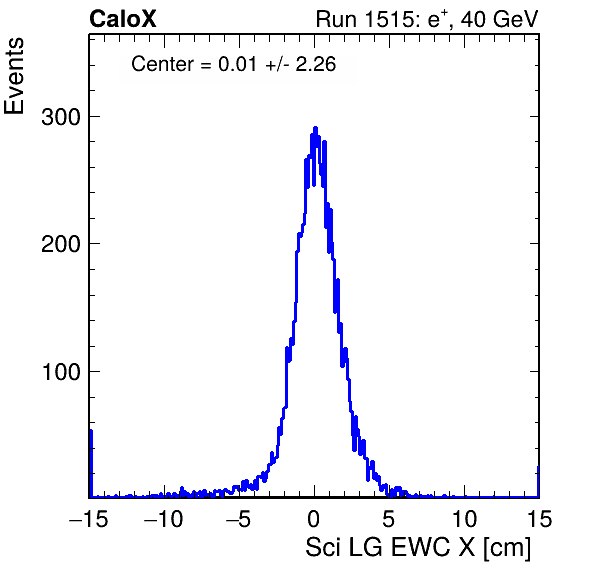 CaloX Run 1515: e⁺, 40 GeV
Center = 0.01 +/- 2.26
Events
300
200
100
−15 −10 −5 0 5 10 15
Sci LG EWC X [cm]